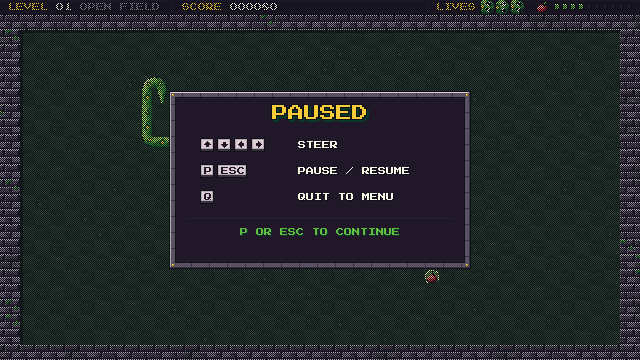 LEVEL 01 OPEN FIELD SCORE 000060 LIVES
PAUSED
STEER
P ESC PAUSE / RESUME
Q QUIT TO MENU
P OR ESC TO CONTINUE